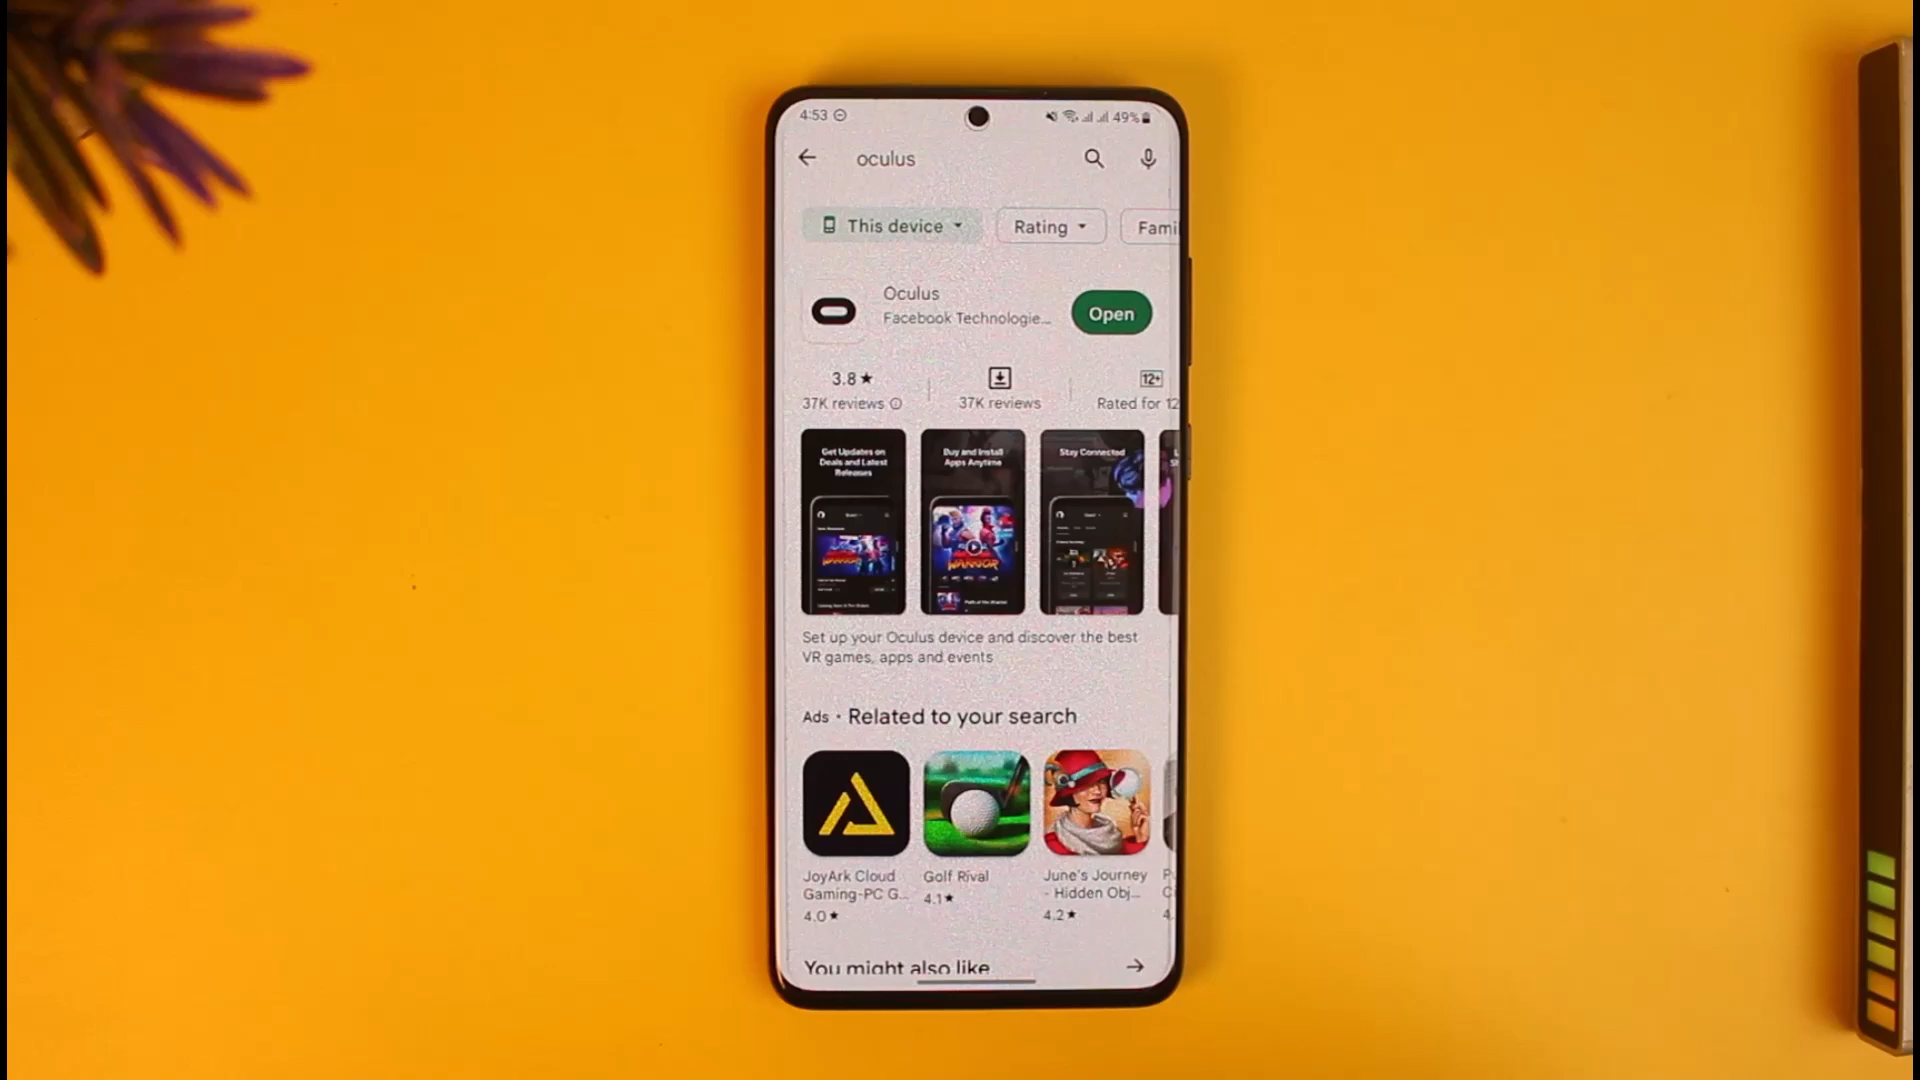 4:53
49%
oculus
This device
Rating
Fami
Oculus
Facebook Technologie...
Open
3.8★
37K reviews
37K reviews
12+
Rated for 12
Get Updates on
Deals and Latest
Releases
Buy and Install
Apps Anytime
Stay Connected
Set up your Oculus device and discover the best
VR games, apps and events
Ads · Related to your search
JoyArk Cloud
Gaming-PC G...
4.0★
Golf Rival
4.1★
June's Journey
- Hidden Obj...
4.2★
You might also like